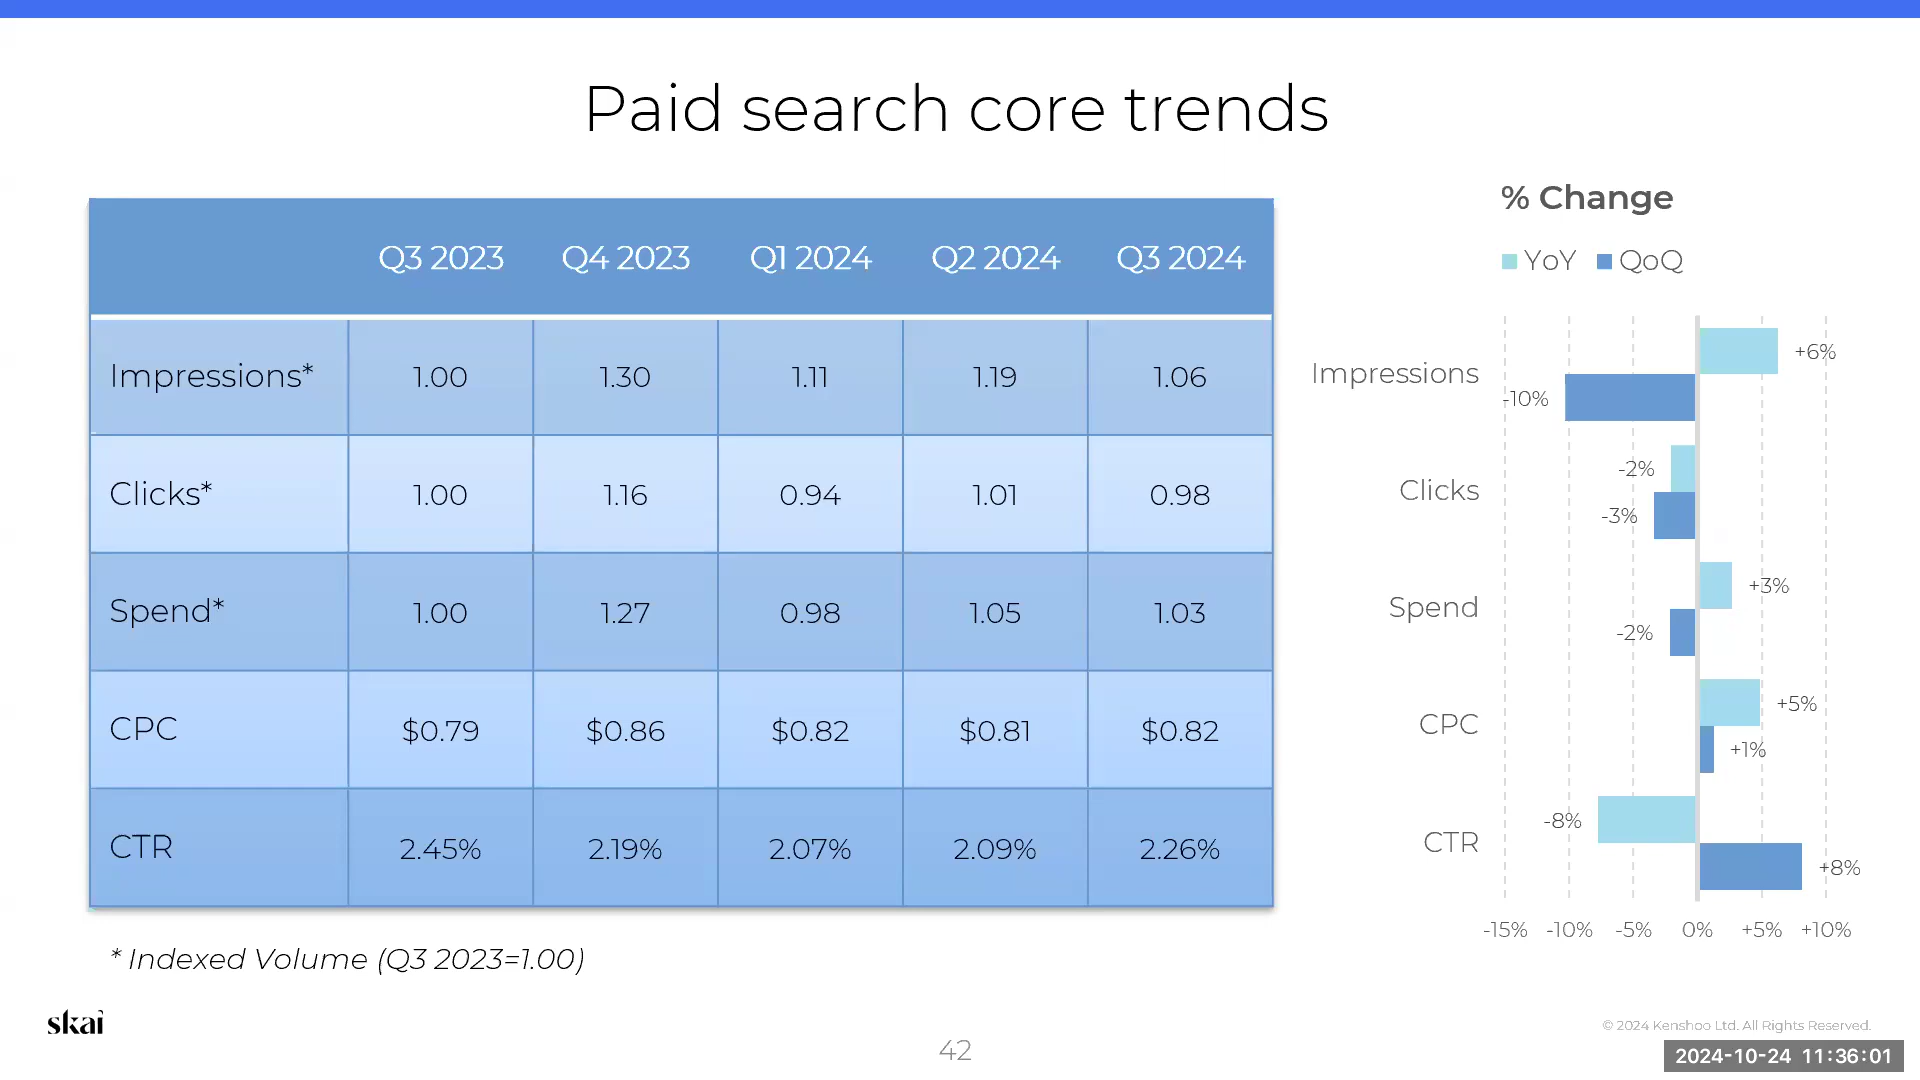 Paid search core trends
Q3 2023 Q4 2023 Q1 2024 Q2 2024 Q3 2024
Impressions* 1.00 1.30 1.11 1.19 1.06
Clicks* 1.00 1.16 0.94 1.01 0.98
Spend* 1.00 1.27 0.98 1.05 1.03
CPC $0.79 $0.86 $0.82 $0.81 $0.82
CTR 2.45% 2.19% 2.07% 2.09% 2.26%
* Indexed Volume (Q3 2023=1.00)
% Change
YoY QoQ
Impressions
+6%
-10%
Clicks
-2%
-3%
Spend
+3%
-2%
CPC
+5%
+1%
CTR
-8%
+8%
-15% -10% -5% 0% +5% +10%
skai
42
© 2024 Kenshoo Ltd. All Rights Reserved.
2024-10-24 11:36:01